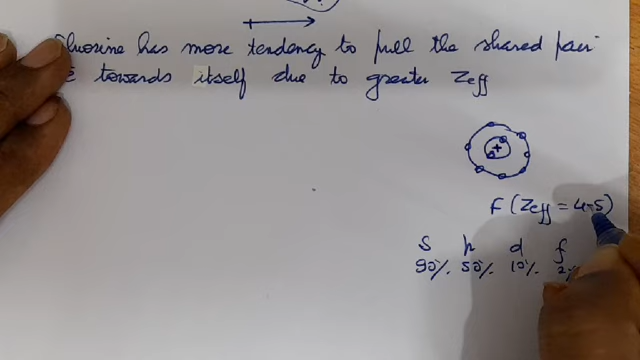 Fluorine has more tendency to pull the shared pair
towards itself due to greater Zeff
+
F (Zeff = 4.5)
s p d f
90% 50% 10% 2%